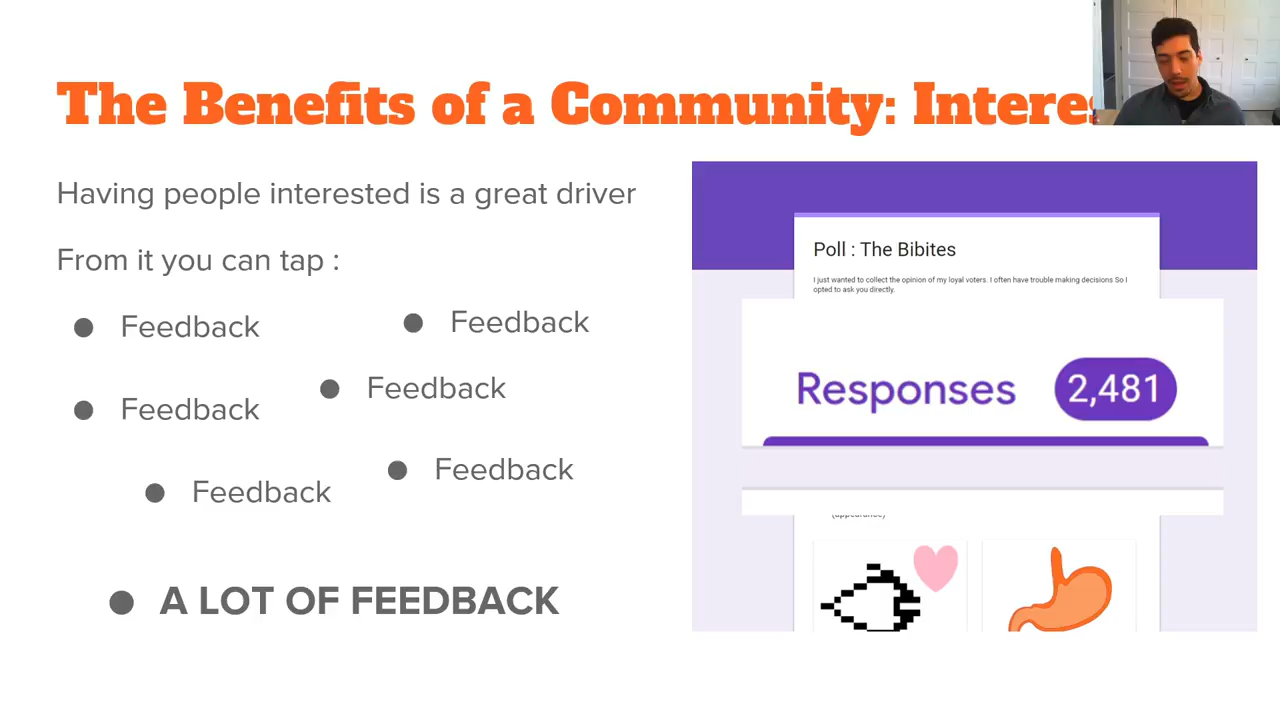 The Benefits of a Community: Interes
Having people interested is a great driver
From it you can tap :
Feedback
Feedback
Feedback
Feedback
Feedback
Feedback
A LOT OF FEEDBACK
Poll : The Bibites
I just wanted to collect the opinion of my loyal voters. I often have trouble making decisions So I
opted to ask you directly.
Responses 2,481
(appearance)